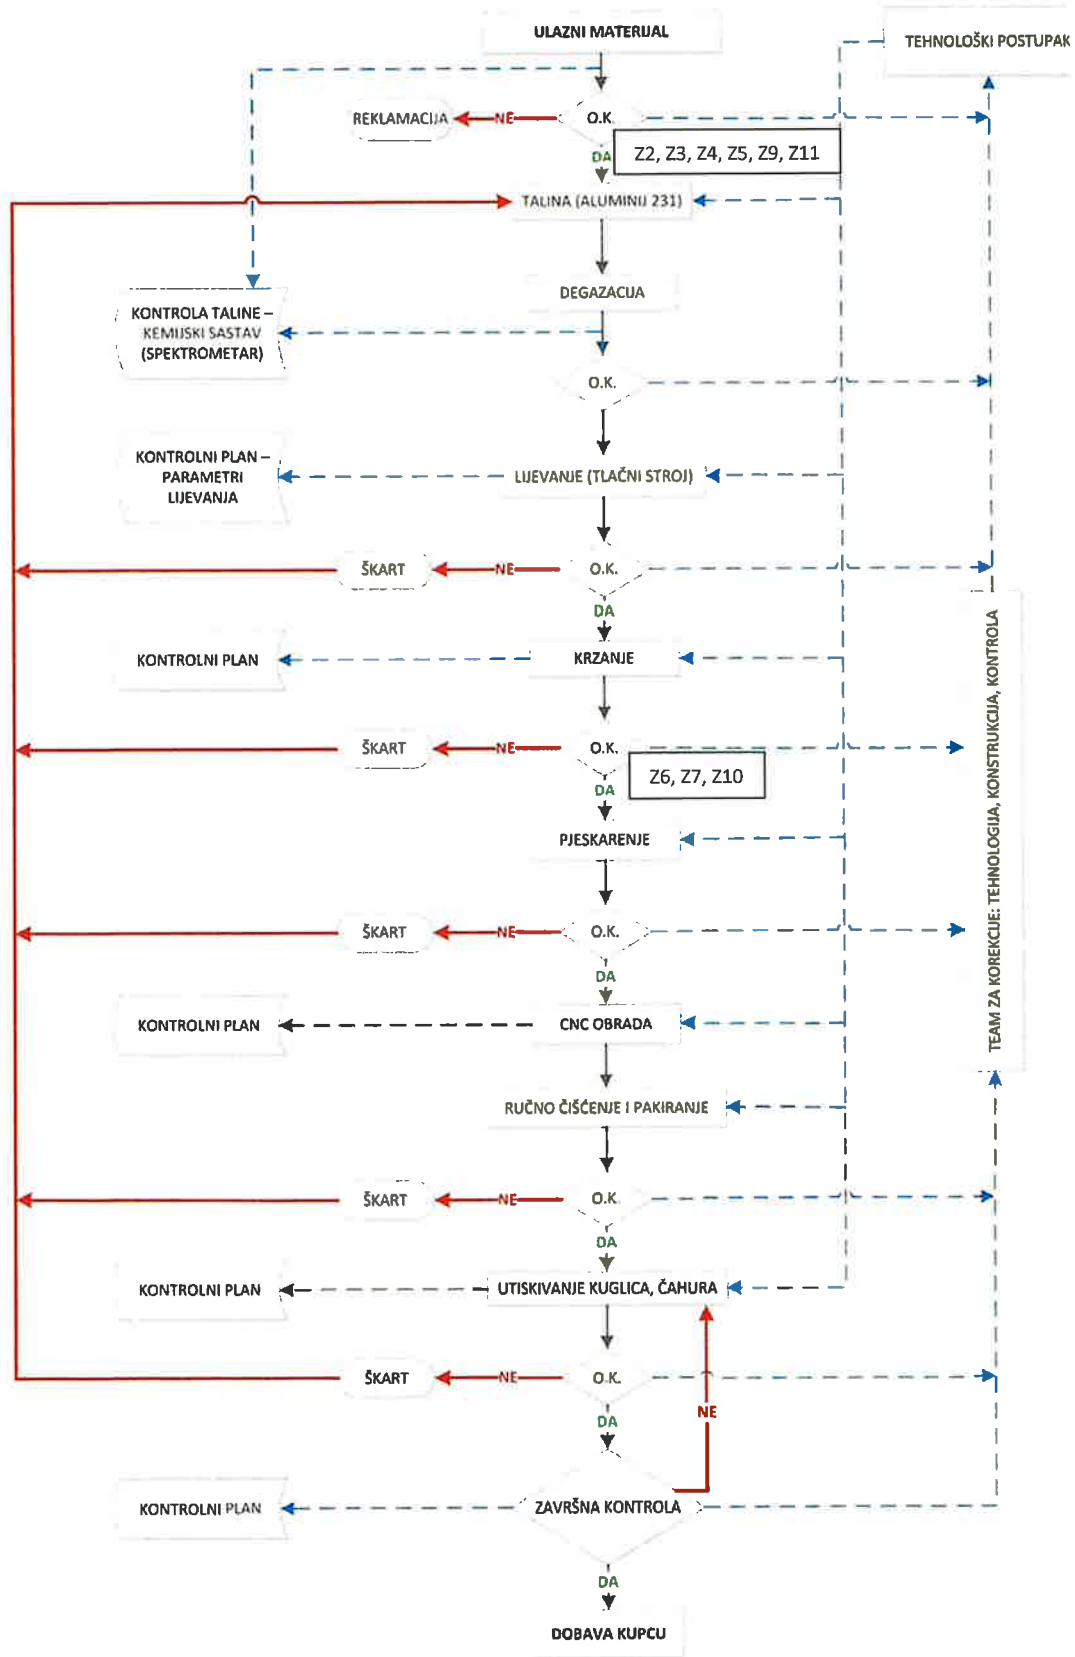 ULAZNI MATERIJAL
TEHNOLOŠKI POSTUPAK
REKLAMACIJA
NE
O.K.
DA
Z2, Z3, Z4, Z5, Z9, Z11
TALINA (ALUMINIJ 231)
DEGAZACIJA
KONTROLA TALINE –
KEMIJSKI SASTAV
(SPEKTROMETAR)
O.K.
KONTROLNI PLAN –
PARAMETRI
LIJEVANJA
LIJEVANJE (TLAČNI STROJ)
ŠKART
NE
O.K.
DA
KONTROLNI PLAN
KRZANJE
TEAM ZA KOREKCIJE: TEHNOLOGIJA, KONSTRUKCIJA, KONTROLA
ŠKART
NE
O.K.
DA
Z6, Z7, Z10
PJESKARENJE
ŠKART
NE
O.K.
DA
KONTROLNI PLAN
CNC OBRADA
RUČNO ČIŠĆENJE I PAKIRANJE
ŠKART
NE
O.K.
DA
KONTROLNI PLAN
UTISKIVANJE KUGLICA, ČAHURA
ŠKART
NE
O.K.
DA
NE
KONTROLNI PLAN
ZAVRŠNA KONTROLA
DA
DOBAVA KUPCU